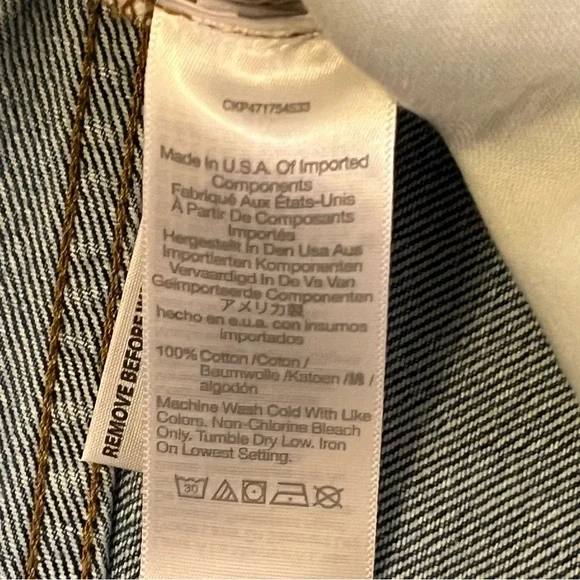 CKP471754533
Made In U.S.A. Of Imported
Components
Fabriqué Aux États-Unis
À Partir De Composants
Importés
Hergestellt In Den Usa Aus
Importierten Komponenten
Vervaardigd In De Vs Van
Geïmporteerde Componenten
アメリカ製
hecho en e.u.a. con insumos
importados
100% Cotton /Coton /
Baumwolle /Katoen /綿 /
algodón
Machine Wash Cold With Like
Colors. Non-Chlorine Bleach
Only. Tumble Dry Low. Iron
On Lowest Setting.
30
REMOVE BEFORE